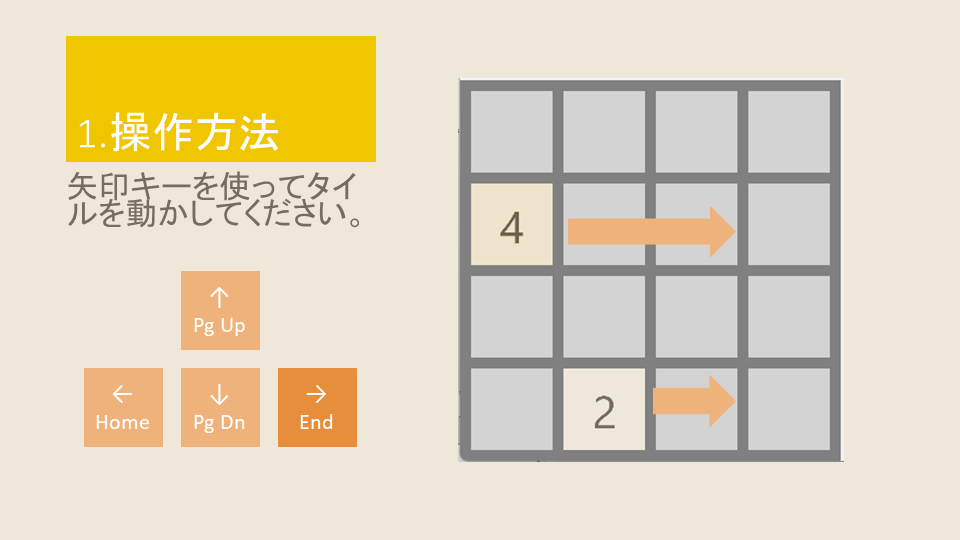 1.操作方法
矢印キーを使ってタイ
ルを動かしてください。
↑
Pg Up
← ↓ →
Home Pg Dn End
4
2